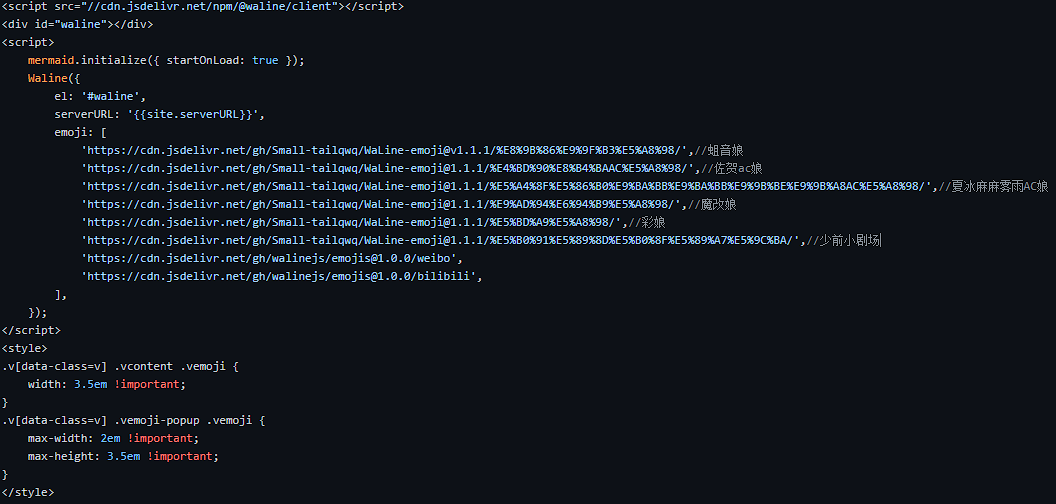 <script src="//cdn.jsdelivr.net/npm/@waline/client"></script>
<div id="waline"></div>
<script>
    mermaid.initialize({ startOnLoad: true });
    Waline({
        el: '#waline',
        serverURL: '{{site.serverURL}}',
        emoji: [
            'https://cdn.jsdelivr.net/gh/Small-tailqwq/WaLine-emoji@v1.1.1/%E8%9B%86%E9%9F%B3%E5%A8%98/',//蛆音娘
            'https://cdn.jsdelivr.net/gh/Small-tailqwq/WaLine-emoji@1.1.1/%E4%BD%90%E8%B4%BAAC%E5%A8%98/',//佐贺ac娘
            'https://cdn.jsdelivr.net/gh/Small-tailqwq/WaLine-emoji@1.1.1/%E5%A4%8F%E5%86%B0%E9%BA%BB%E9%BA%BB%E9%9B%BE%E9%9B%A8AC%E5%A8%98/',//夏冰麻麻雾雨AC娘
            'https://cdn.jsdelivr.net/gh/Small-tailqwq/WaLine-emoji@1.1.1/%E9%AD%94%E6%94%B9%E5%A8%98/',//魔改娘
            'https://cdn.jsdelivr.net/gh/Small-tailqwq/WaLine-emoji@1.1.1/%E5%BD%A9%E5%A8%98/',//彩娘
            'https://cdn.jsdelivr.net/gh/Small-tailqwq/WaLine-emoji@1.1.1/%E5%B0%91%E5%89%8D%E5%B0%8F%E5%89%A7%E5%9C%BA/',//少前小剧场
            'https://cdn.jsdelivr.net/gh/walinejs/emojis@1.0.0/weibo',
            'https://cdn.jsdelivr.net/gh/walinejs/emojis@1.0.0/bilibili',
        ],
    });
</script>
<style>
.v[data-class=v] .vcontent .vemoji {
    width: 3.5em !important;
}
.v[data-class=v] .vemoji-popup .vemoji {
    max-width: 2em !important;
    max-height: 3.5em !important;
}
</style>